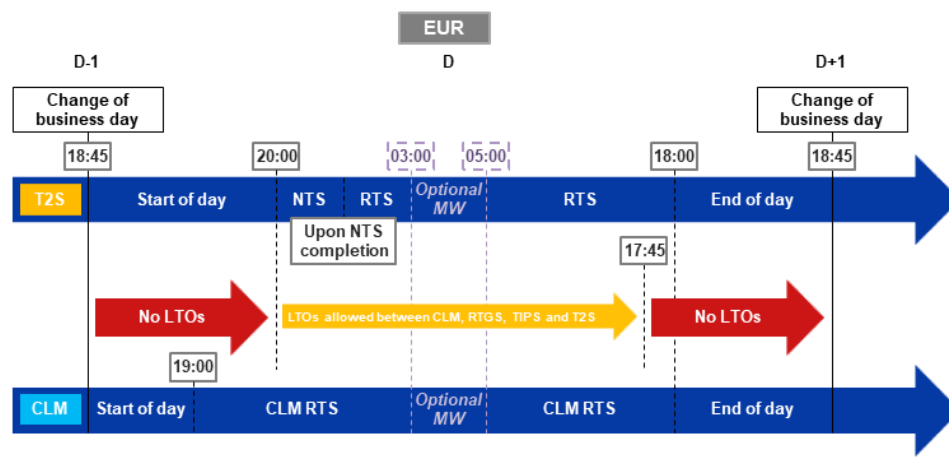 EUR
D-1
D
D+1
Change of
business day
Change of
business day
18:45
20:00
03:00
05:00
18:00
18:45
T2S
Start of day
NTS
RTS
Optional
MW
RTS
End of day
Upon NTS
completion
17:45
No LTOs
LTOs allowed between CLM, RTGS, TIPS and T2S
No LTOs
19:00
CLM
Start of day
CLM RTS
Optional
MW
CLM RTS
End of day